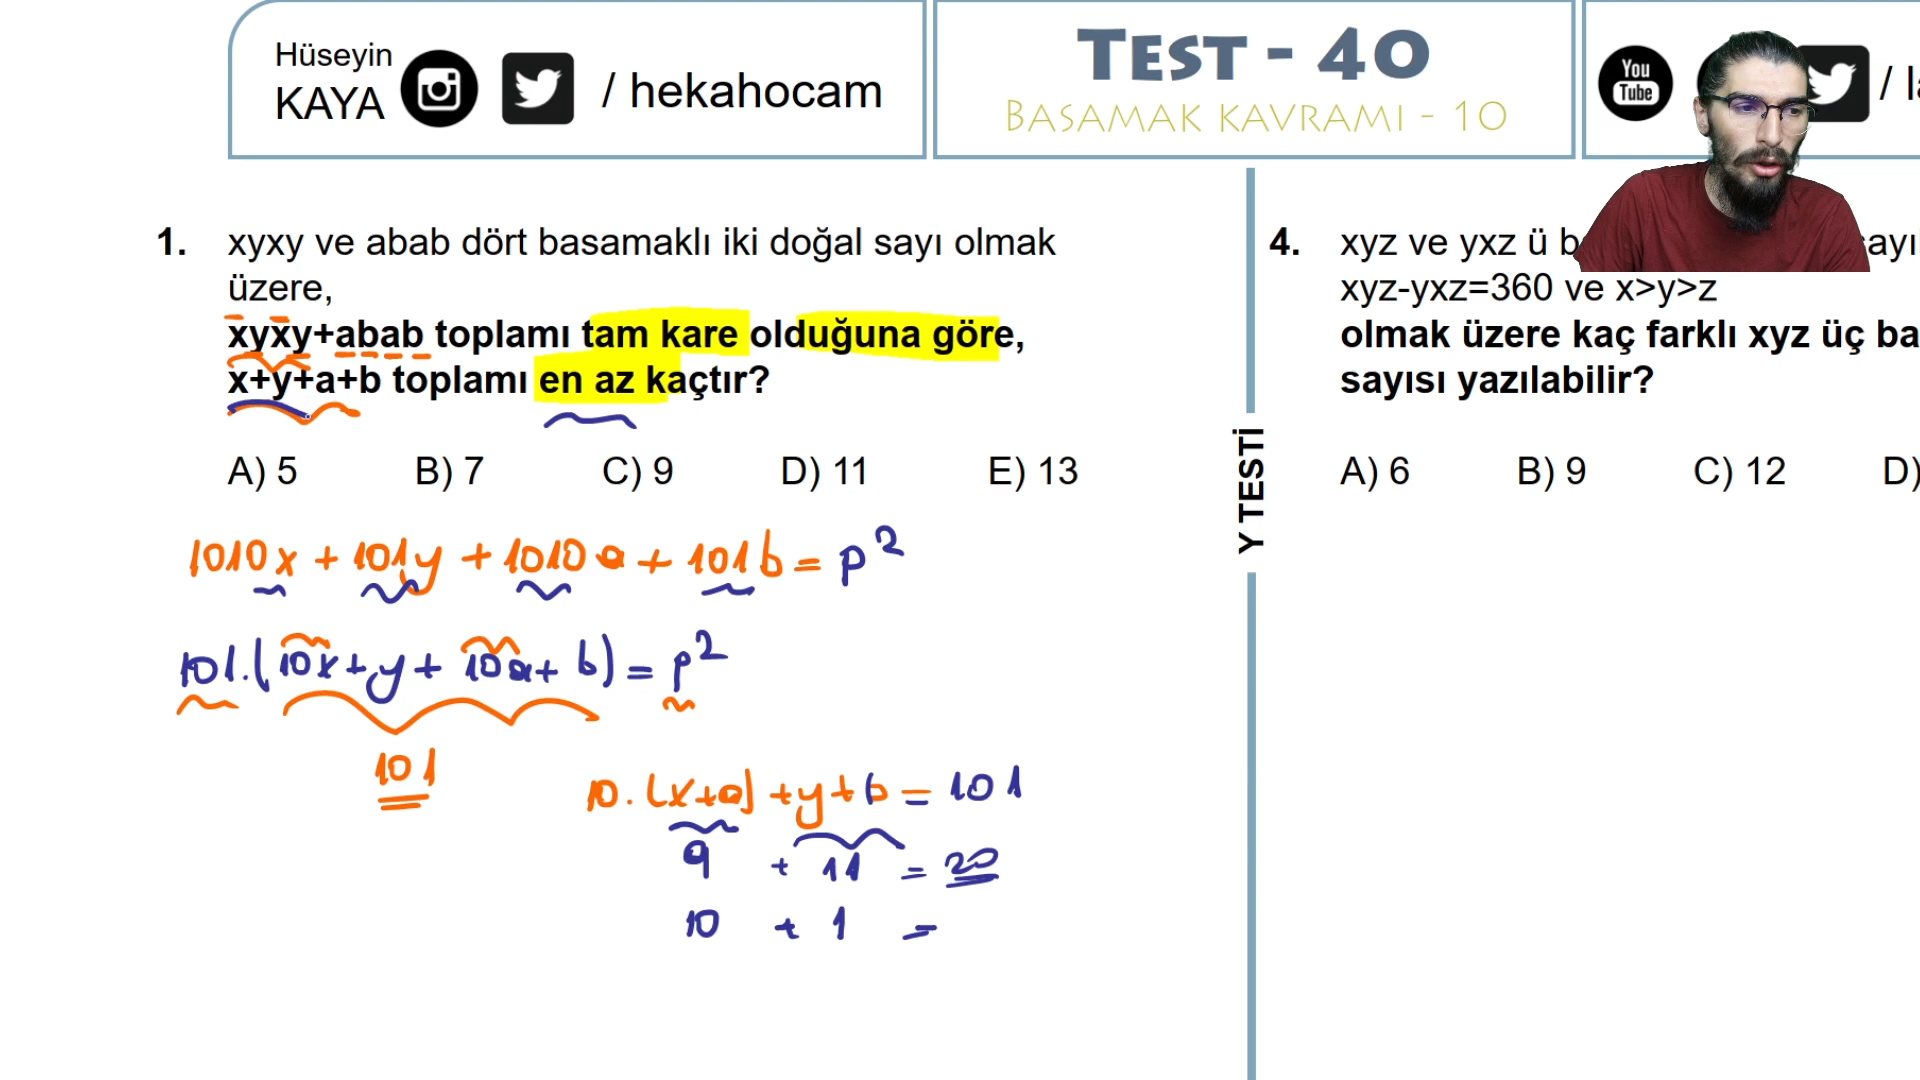 Hüseyin
KAYA
/ hekahocam
TEST - 40
BASAMAK KAVRAMI - 10
You
Tube
/ la
1. xyxy ve abab dört basamaklı iki doğal sayı olmak
üzere,
xyxy+abab toplamı tam kare olduğuna göre,
x+y+a+b toplamı en az kaçtır?
A) 5 B) 7 C) 9 D) 11 E) 13
1010x + 101y + 1010a + 101b = p²
101.(10x+y+ 10a+ b) = p²
101
10.(x+a) +y+b = 101
9 + 11 = 20
10 + 1 =
Y TESTİ
4. xyz ve yxz ü b ayı
xyz-yxz=360 ve x>y>z
olmak üzere kaç farklı xyz üç ba
sayısı yazılabilir?
A) 6 B) 9 C) 12 D)